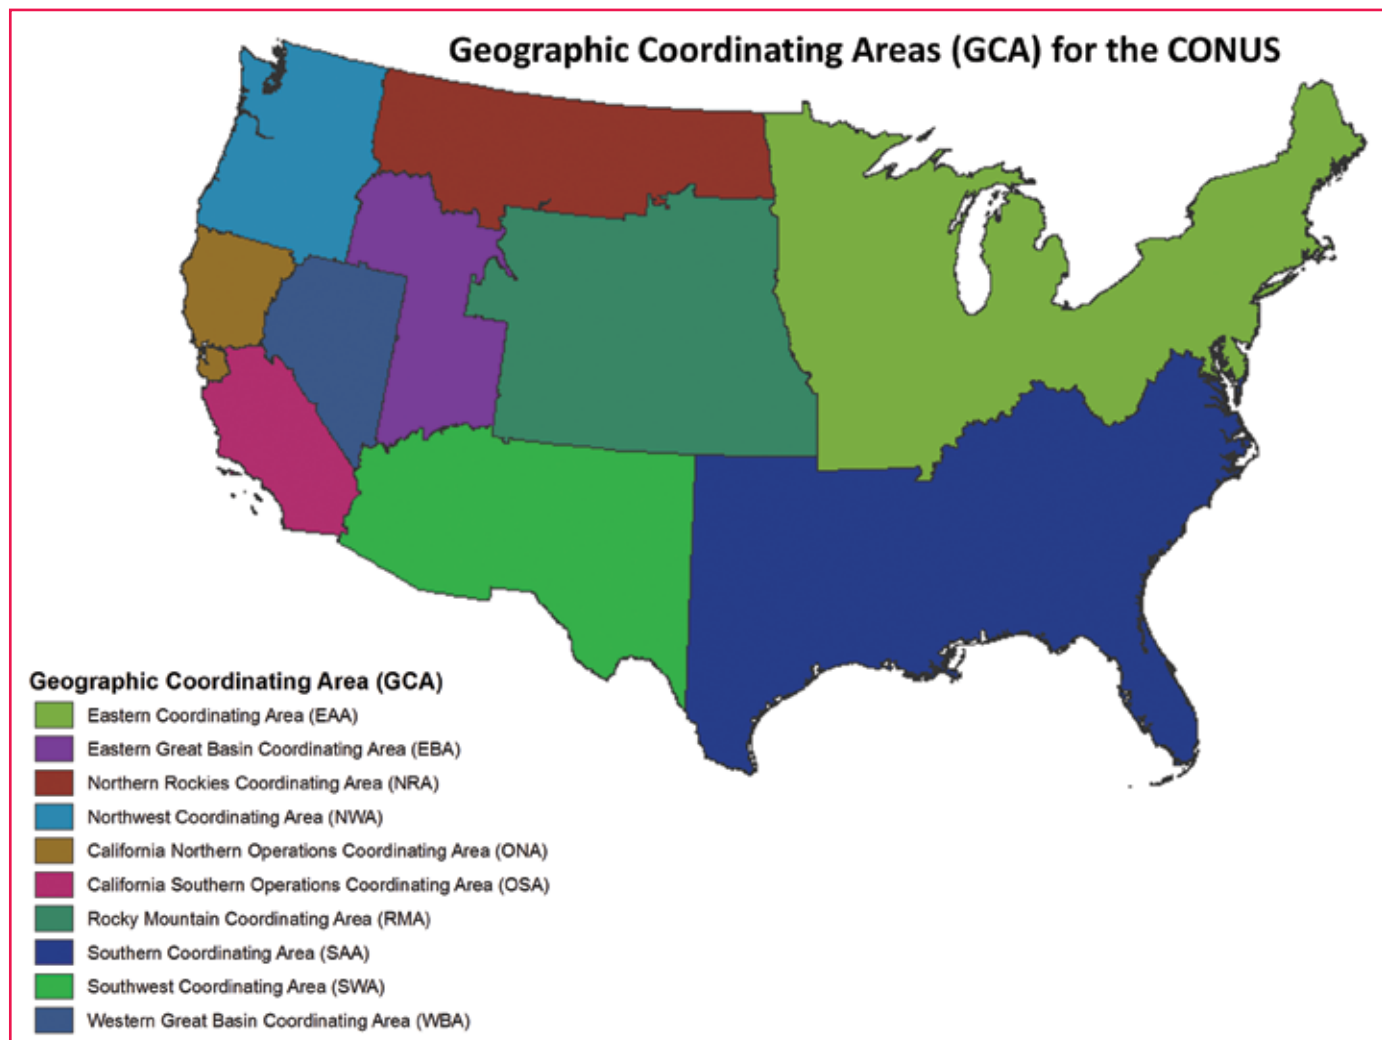 Geographic Coordinating Areas (GCA) for the CONUS
Geographic Coordinating Area (GCA)
Eastern Coordinating Area (EAA)
Eastern Great Basin Coordinating Area (EBA)
Northern Rockies Coordinating Area (NRA)
Northwest Coordinating Area (NWA)
California Northern Operations Coordinating Area (ONA)
California Southern Operations Coordinating Area (OSA)
Rocky Mountain Coordinating Area (RMA)
Southern Coordinating Area (SAA)
Southwest Coordinating Area (SWA)
Western Great Basin Coordinating Area (WBA)